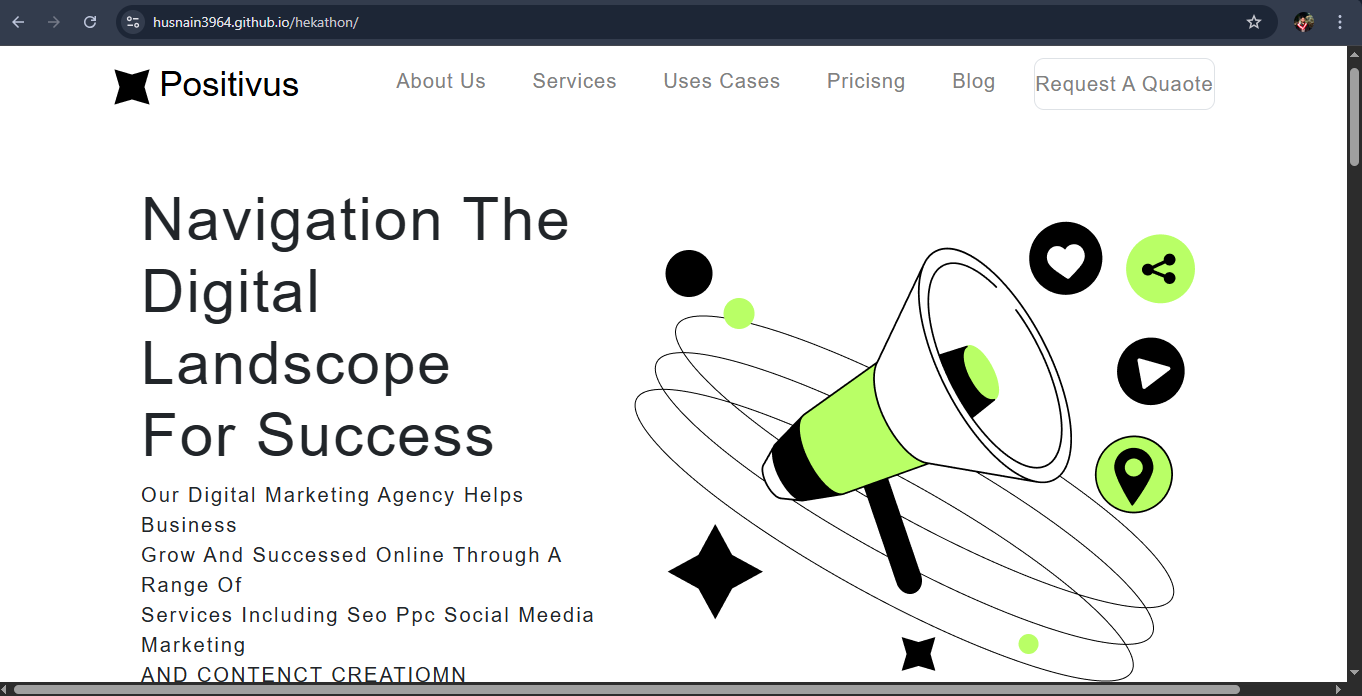 husnain3964.github.io/hekathon/
Positivus
About Us
Services
Uses Cases
Pricisng
Blog
Request A Quaote
Navigation The
Digital
Landscope
For Success
Our Digital Marketing Agency Helps
Business
Grow And Successed Online Through A
Range Of
Services Including Seo Ppc Social Meedia
Marketing
AND CONTENCT CREATIOMN